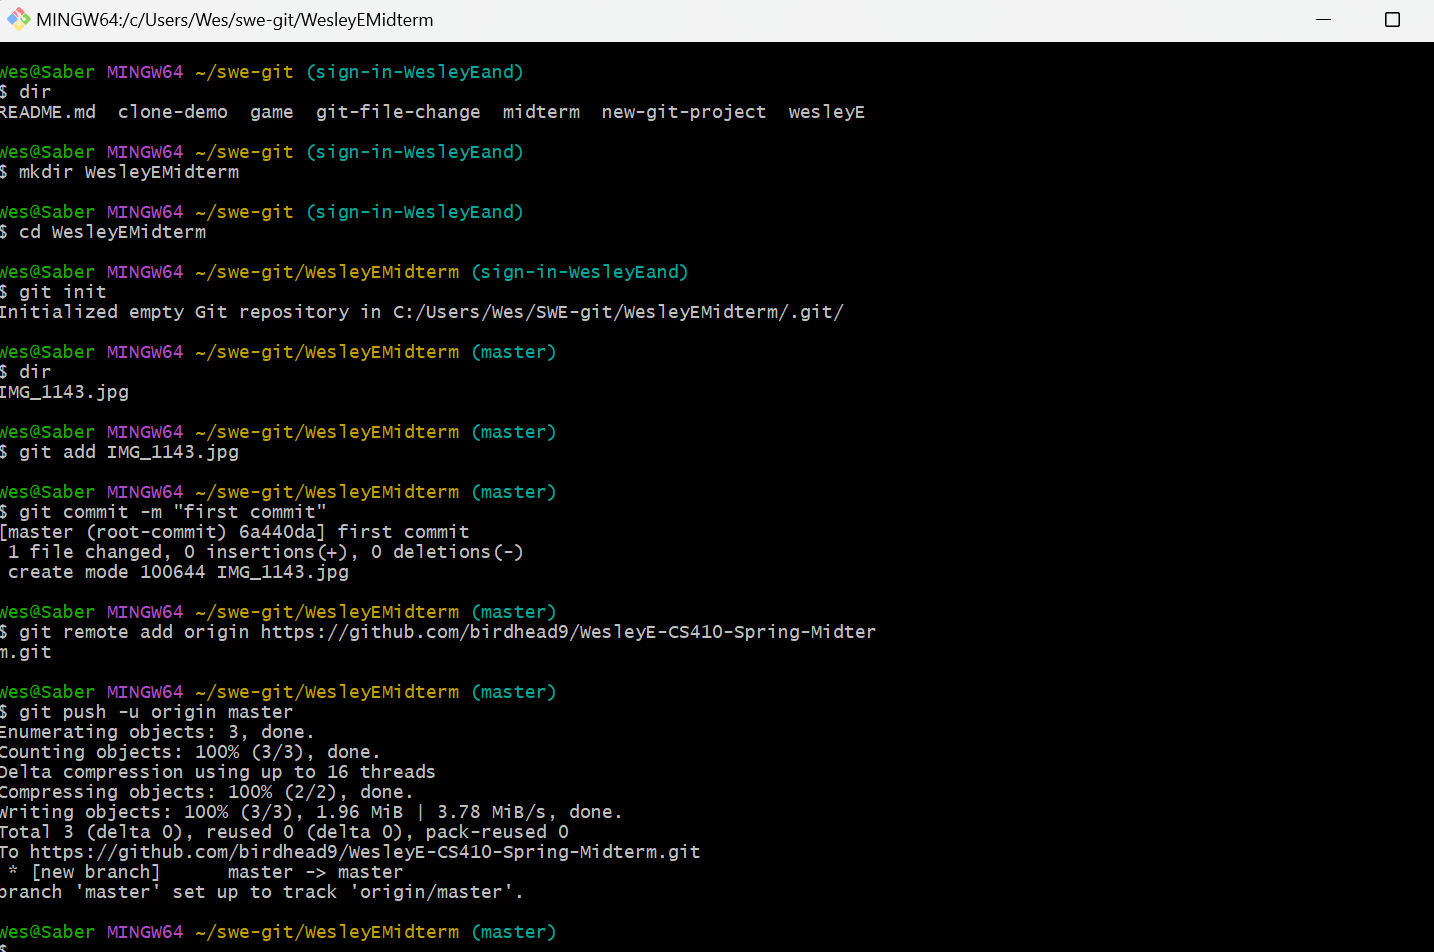 MINGW64:/c/Users/Wes/swe-git/WesleyEMidterm
Wes@Saber MINGW64 ~/swe-git (sign-in-WesleyEand)
$ dir
README.md  clone-demo  game  git-file-change  midterm  new-git-project  wesleyE
Wes@Saber MINGW64 ~/swe-git (sign-in-WesleyEand)
$ mkdir WesleyEMidterm
Wes@Saber MINGW64 ~/swe-git (sign-in-WesleyEand)
$ cd WesleyEMidterm
Wes@Saber MINGW64 ~/swe-git/WesleyEMidterm (sign-in-WesleyEand)
$ git init
Initialized empty Git repository in C:/Users/Wes/SWE-git/WesleyEMidterm/.git/
Wes@Saber MINGW64 ~/swe-git/WesleyEMidterm (master)
$ dir
IMG_1143.jpg
Wes@Saber MINGW64 ~/swe-git/WesleyEMidterm (master)
$ git add IMG_1143.jpg
Wes@Saber MINGW64 ~/swe-git/WesleyEMidterm (master)
$ git commit -m "first commit"
[master (root-commit) 6a440da] first commit
 1 file changed, 0 insertions(+), 0 deletions(-)
 create mode 100644 IMG_1143.jpg
Wes@Saber MINGW64 ~/swe-git/WesleyEMidterm (master)
$ git remote add origin https://github.com/birdhead9/WesleyE-CS410-Spring-Midter
m.git
Wes@Saber MINGW64 ~/swe-git/WesleyEMidterm (master)
$ git push -u origin master
Enumerating objects: 3, done.
Counting objects: 100% (3/3), done.
Delta compression using up to 16 threads
Compressing objects: 100% (2/2), done.
Writing objects: 100% (3/3), 1.96 MiB | 3.78 MiB/s, done.
Total 3 (delta 0), reused 0 (delta 0), pack-reused 0
To https://github.com/birdhead9/WesleyE-CS410-Spring-Midterm.git
 * [new branch]      master -> master
branch 'master' set up to track 'origin/master'.
Wes@Saber MINGW64 ~/swe-git/WesleyEMidterm (master)
$